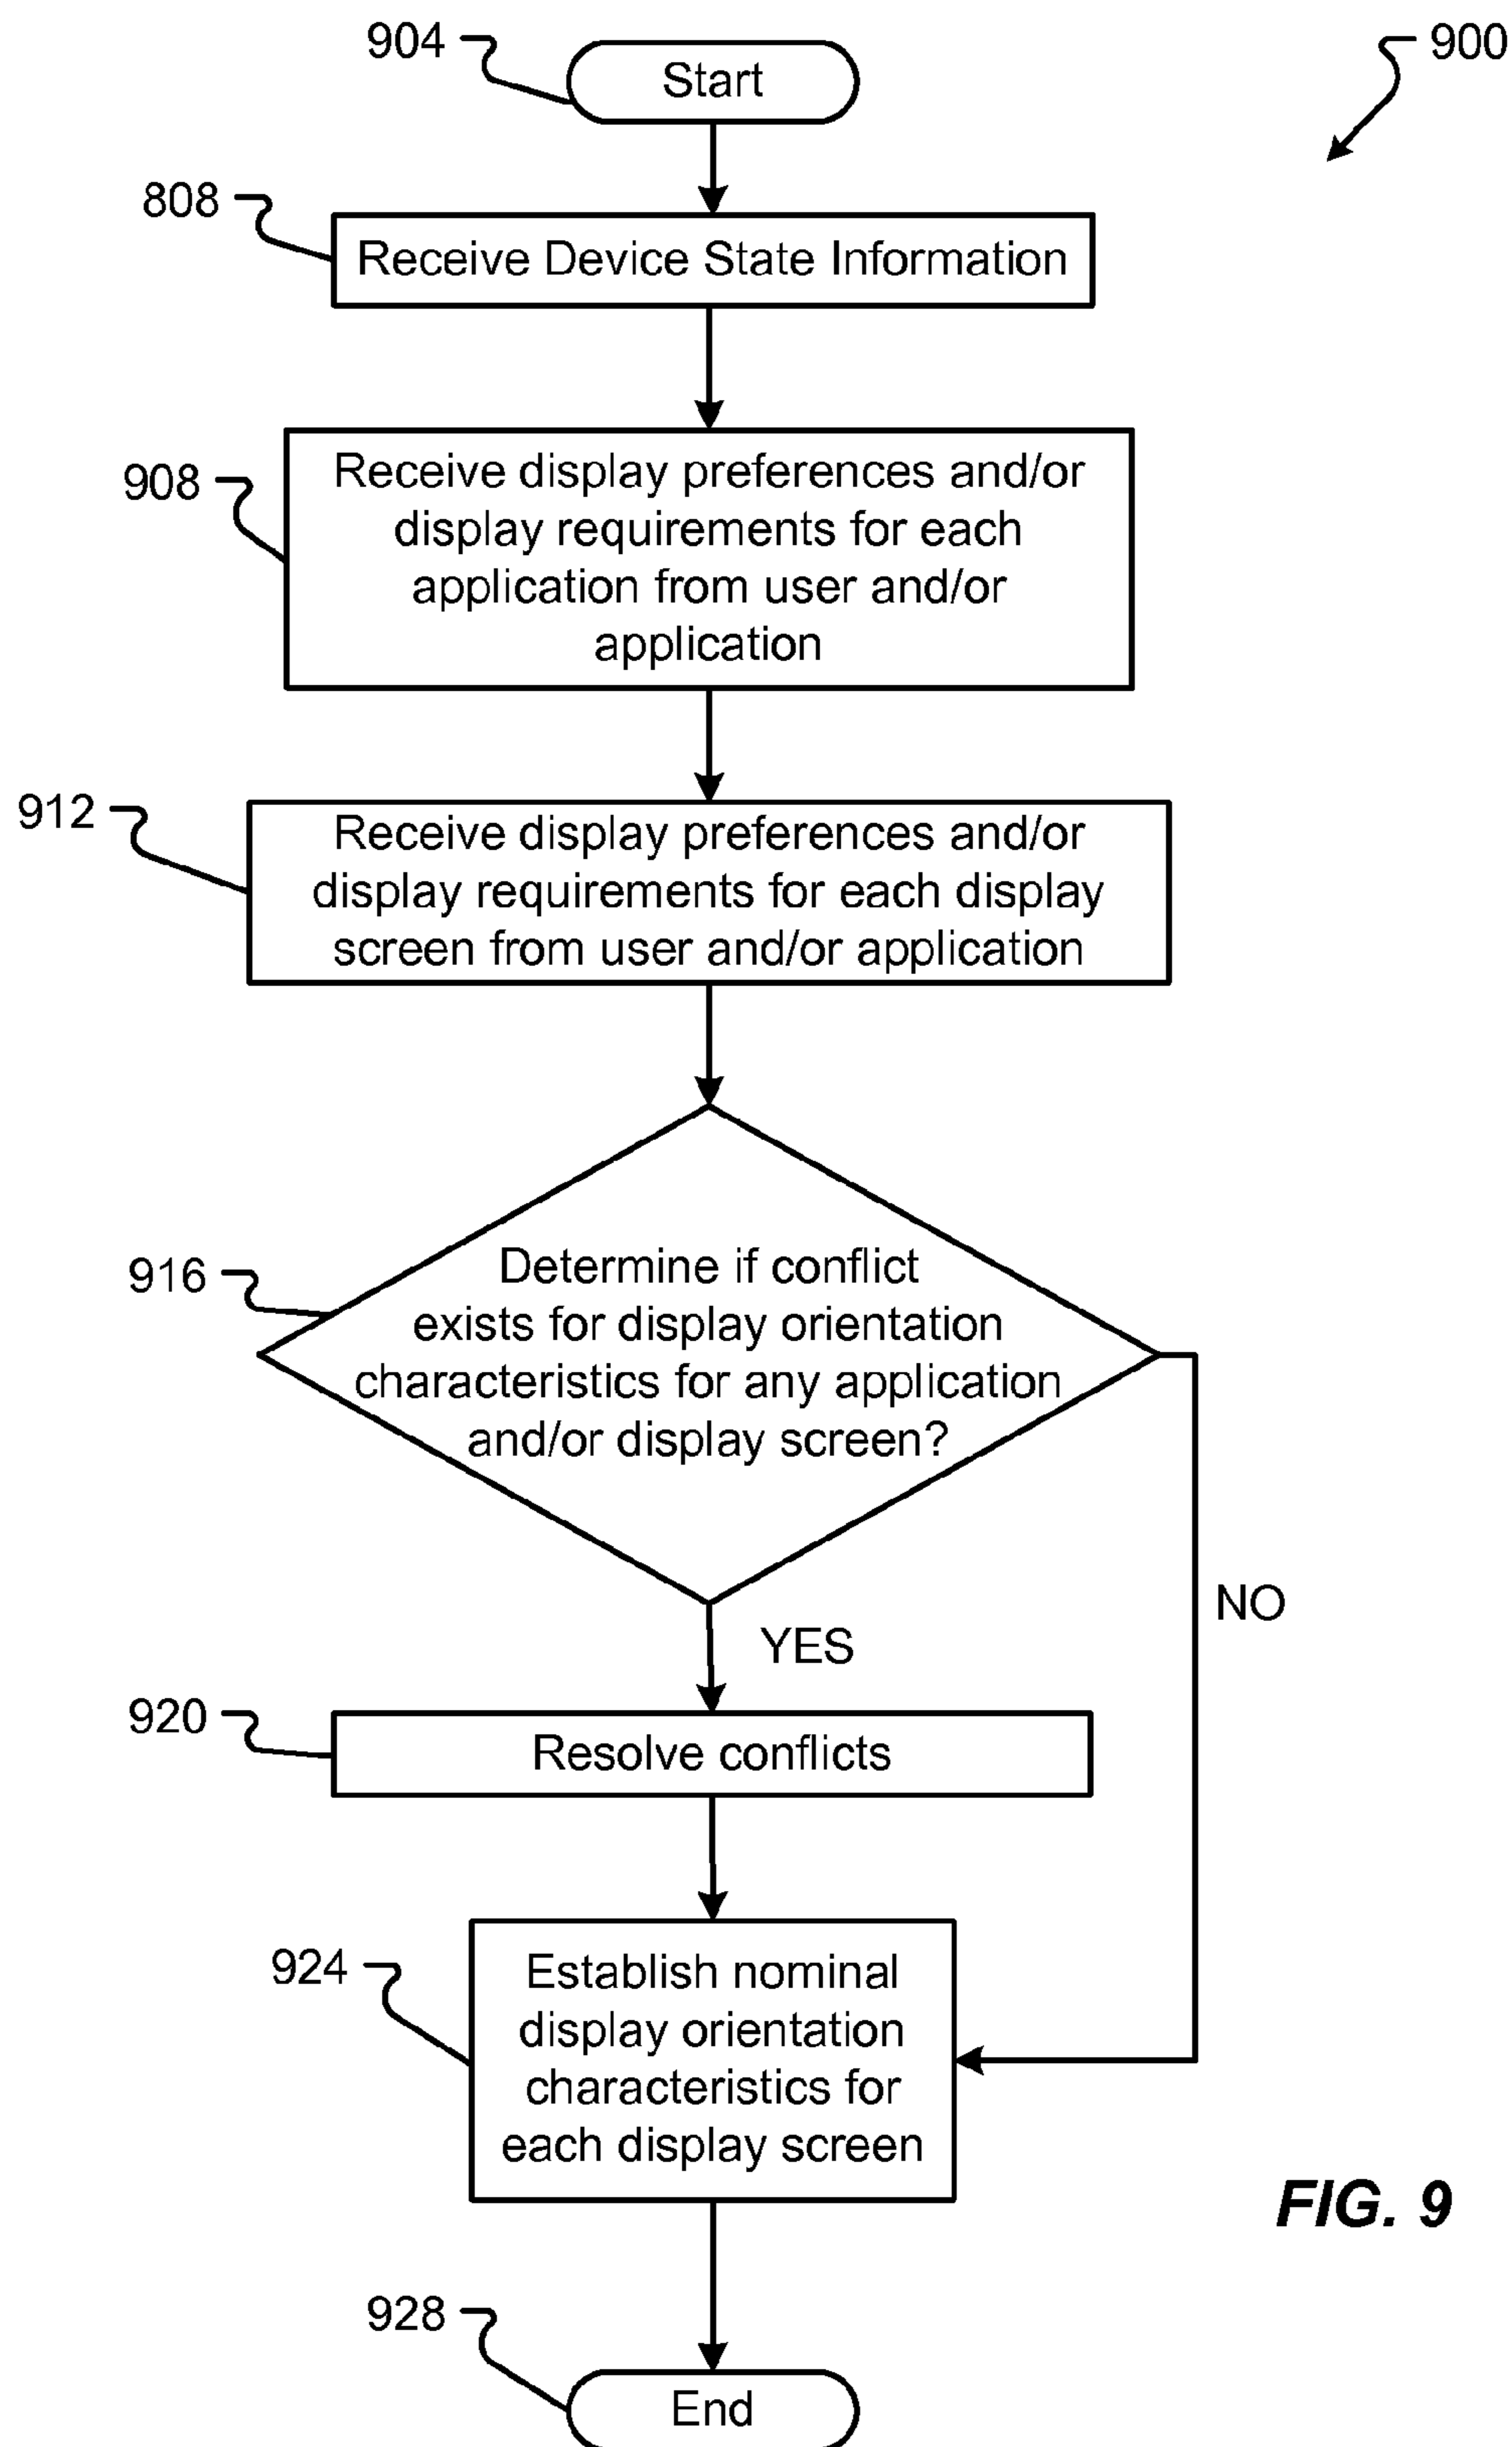 904
Start
900
808
Receive Device State Information
908
Receive display preferences and/or
display requirements for each
application from user and/or
application
912
Receive display preferences and/or
display requirements for each display
screen from user and/or application
916
Determine if conflict
exists for display orientation
characteristics for any application
and/or display screen?
NO
YES
920
Resolve conflicts
924
Establish nominal
display orientation
characteristics for
each display screen
FIG. 9
928
End